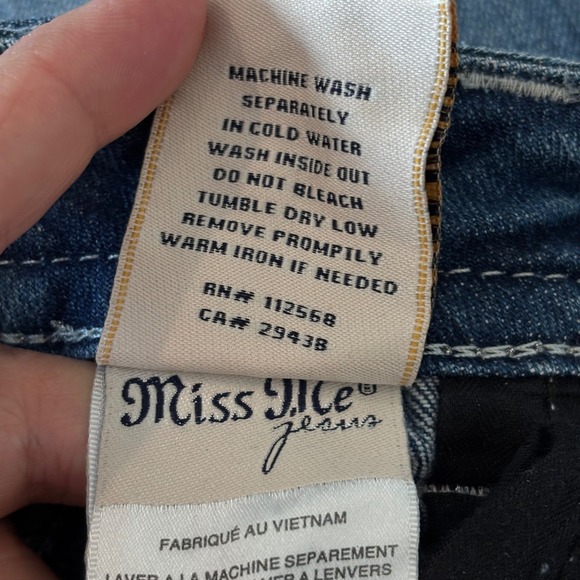 MACHINE WASH
SEPARATELY
IN COLD WATER
WASH INSIDE OUT
DO NOT BLEACH
TUMBLE DRY LOW
REMOVE PROMPTLY
WARM IRON IF NEEDED
RN# 112568
CA# 29438
Miss Me®
jeans
FABRIQUÉ AU VIETNAM
LAVER A LA MACHINE SEPAREMENT
A L'ENVERS